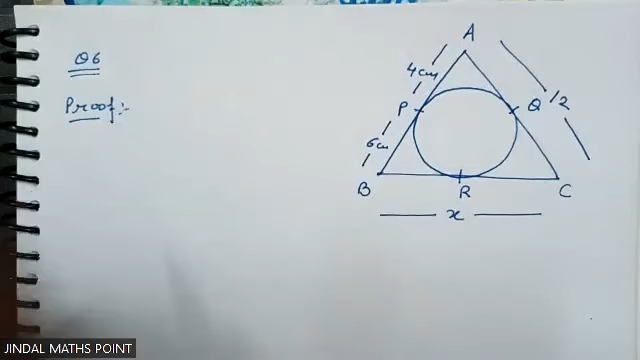 Q6
Proof:-
A
4cm
P
Q
12
6cm
B
R
C
x
JINDAL MATHS POINT